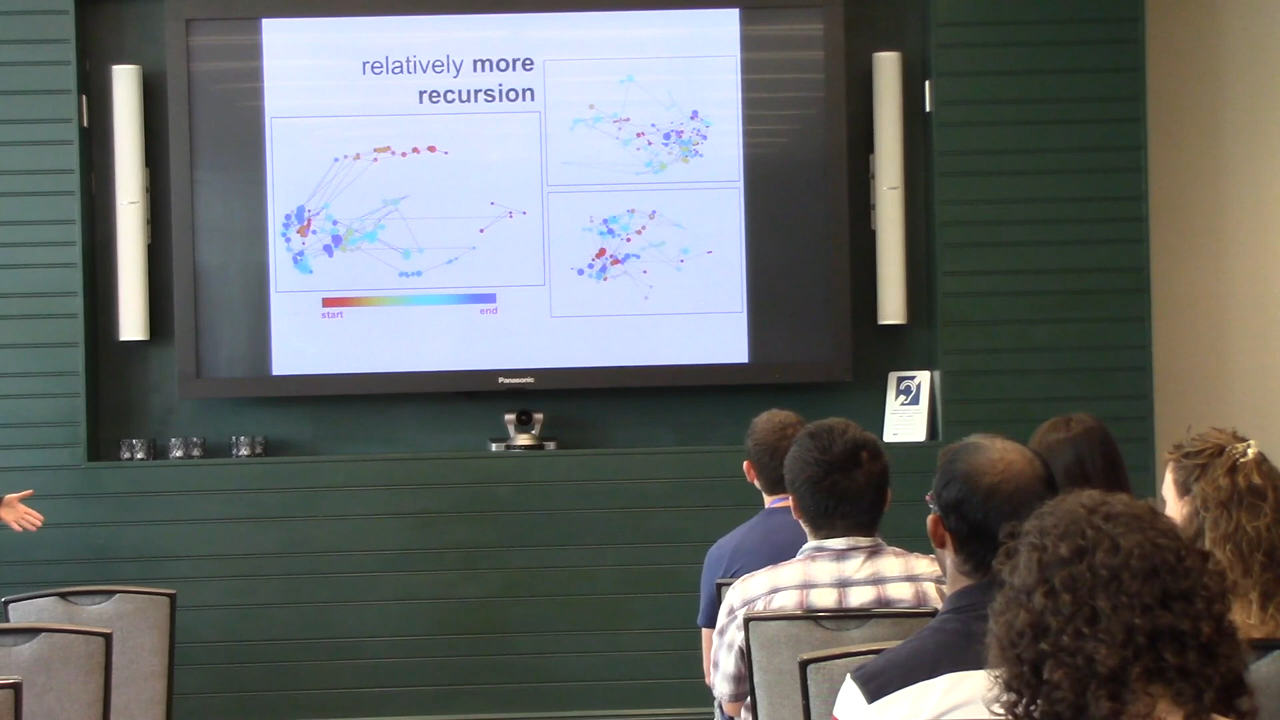 relatively more
recursion
start
end
Panasonic